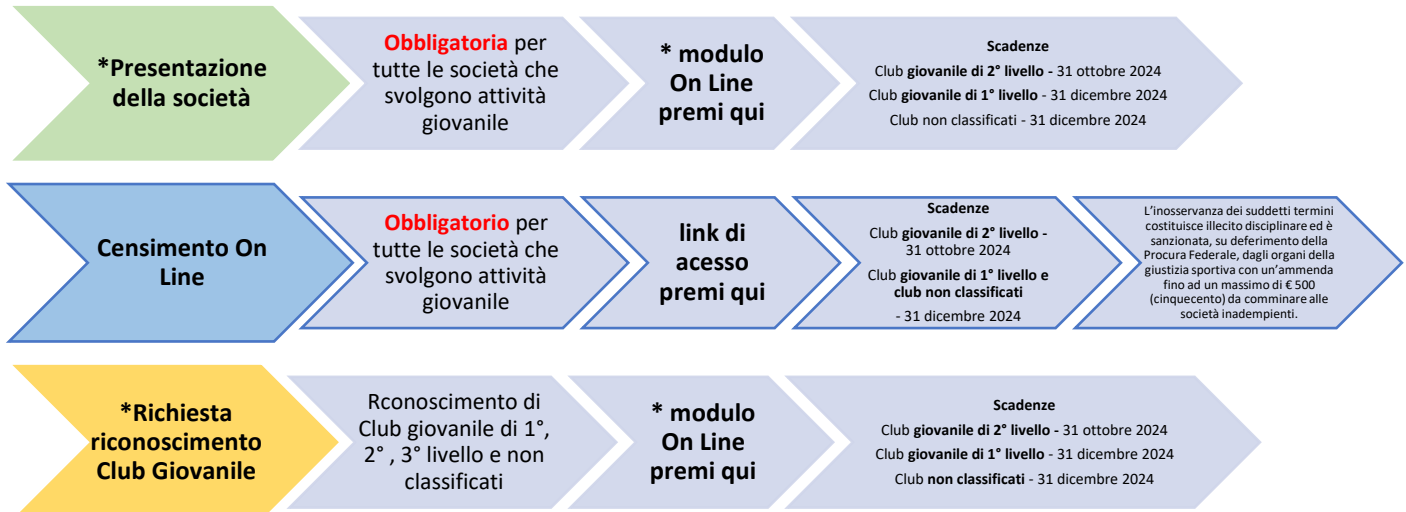 *Presentazione
della società
Obbligatoria per
tutte le società che
svolgono attività
giovanile
* modulo
On Line
premi qui
Scadenze
Club giovanile di 2° livello - 31 ottobre 2024
Club giovanile di 1° livello - 31 dicembre 2024
Club non classificati - 31 dicembre 2024
Censimento On
Line
Obbligatorio per
tutte le società che
svolgono attività
giovanile
link di
acesso
premi qui
Scadenze
Club giovanile di 2° livello -
31 ottobre 2024
Club giovanile di 1° livello e
club non classificati
- 31 dicembre 2024
L'inosservanza dei suddetti termini
costituisce illecito disciplinare ed è
sanzionata, su deferimento della
Procura Federale, dagli organi della
giustizia sportiva con un'ammenda
fino ad un massimo di € 500
(cinquecento) da comminare alle
società inadempienti.
*Richiesta
riconoscimento
Club Giovanile
Rconoscimento di
Club giovanile di 1°,
2° , 3° livello e non
classificati
* modulo
On Line
premi qui
Scadenze
Club giovanile di 2° livello - 31 ottobre 2024
Club giovanile di 1° livello - 31 dicembre 2024
Club non classificati - 31 dicembre 2024